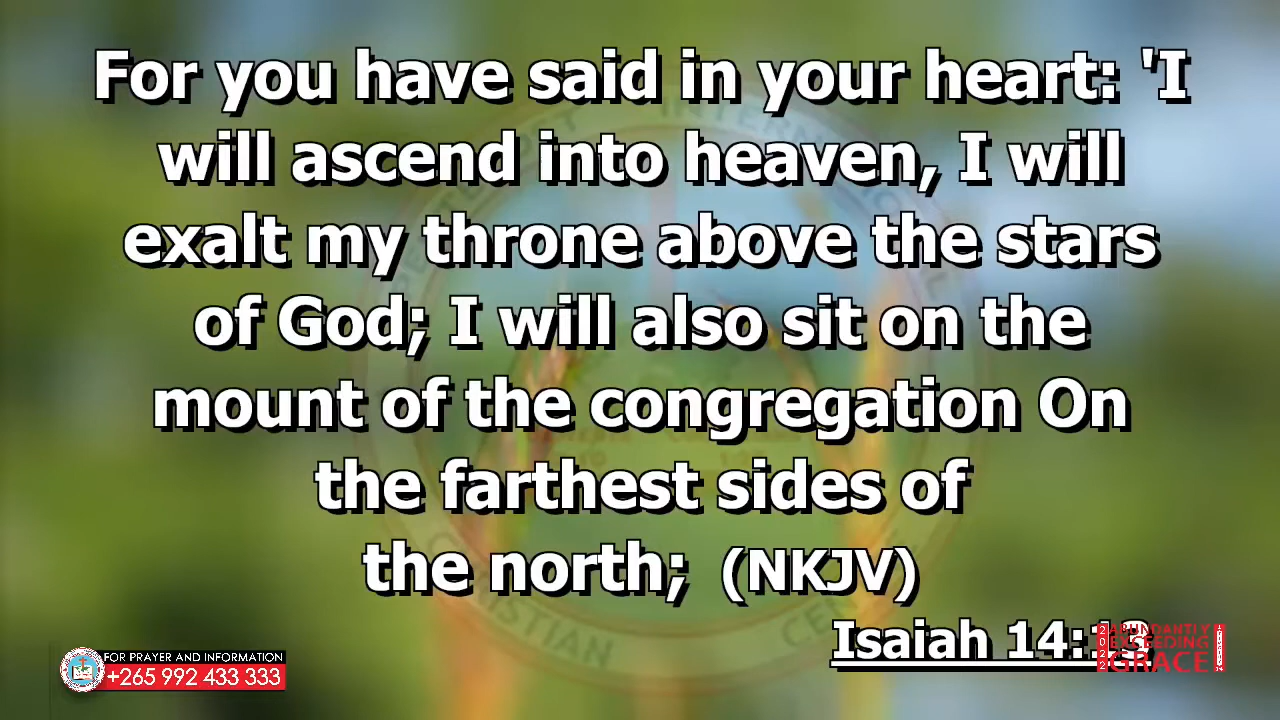 For you have said in your heart: 'I
will ascend into heaven, I will
exalt my throne above the stars
of God; I will also sit on the
mount of the congregation On
the farthest sides of
the north; (NKJV)
Isaiah 14:13
ABUNDANTLY
EXCEEDING
GRACE
FOR PRAYER AND INFORMATION
+265 992 433 333